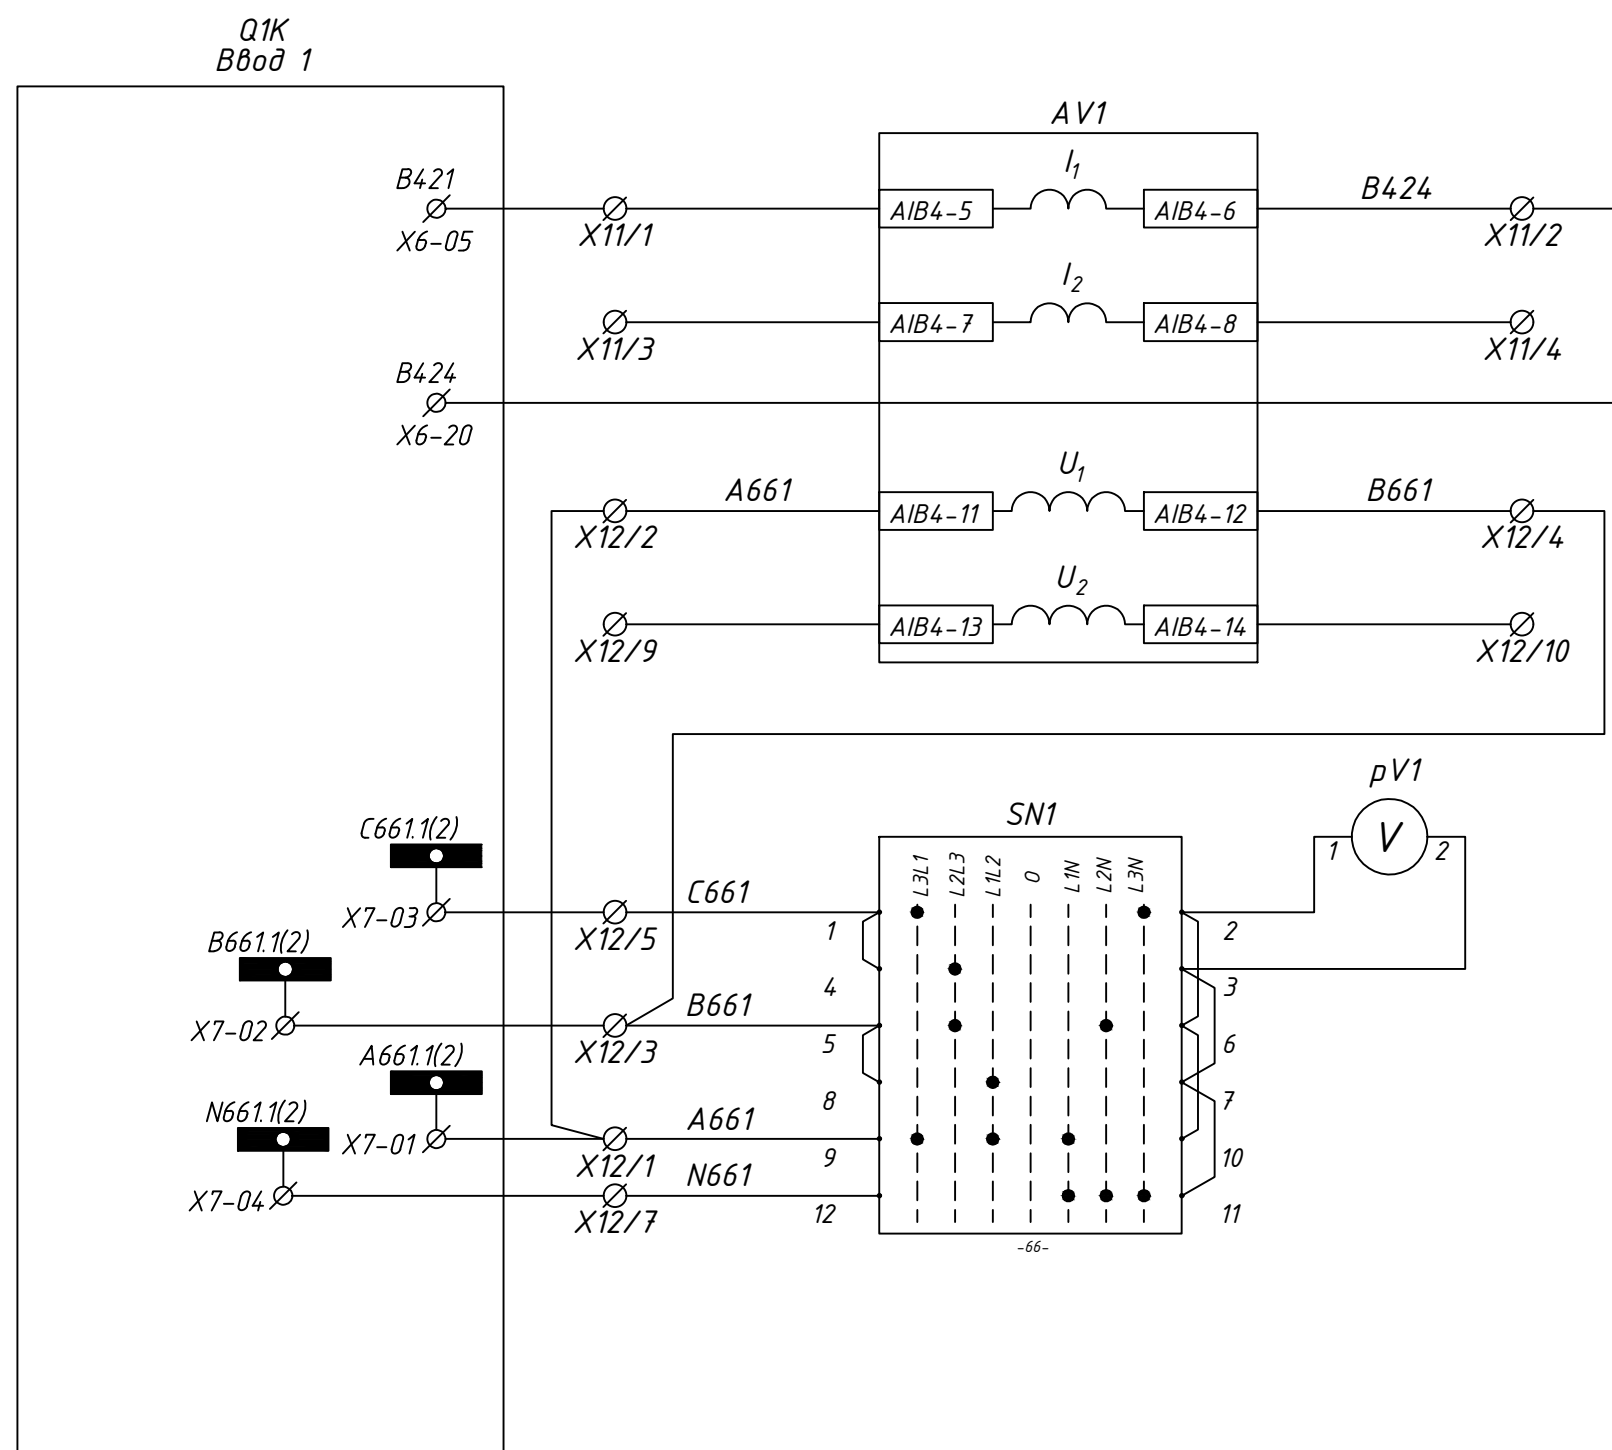 Q1K
Ввод 1
AV1
I1
B421
AIB4-5
AIB4-6
B424
X6-05
X11/1
X11/2
I2
AIB4-7
AIB4-8
X11/3
X11/4
B424
X6-20
U1
A661
B661
AIB4-11
AIB4-12
X12/2
X12/4
U2
AIB4-13
AIB4-14
X12/9
X12/10
pV1
SN1
C661.1(2)
V
1
2
L3L1
L2L3
L1L2
0
L1N
L2N
L3N
C661
X7-03
X12/5
1
2
B661.1(2)
4
3
B661
X7-02
X12/3
5
6
A661.1(2)
8
7
N661.1(2)
A661
X7-01
X12/1
9
10
N661
X7-04
X12/7
12
11
-66-